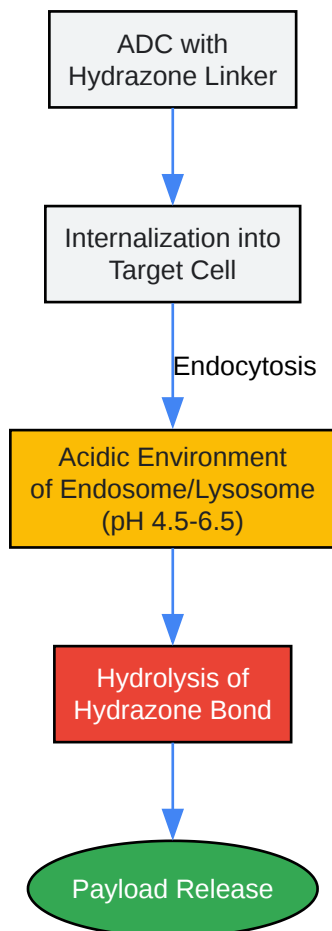 ADC with
Hydrazone Linker
Internalization into
Target Cell
Endocytosis
Acidic Environment
of Endosome/Lysosome
(pH 4.5-6.5)
Hydrolysis of
Hydrazone Bond
Payload Release